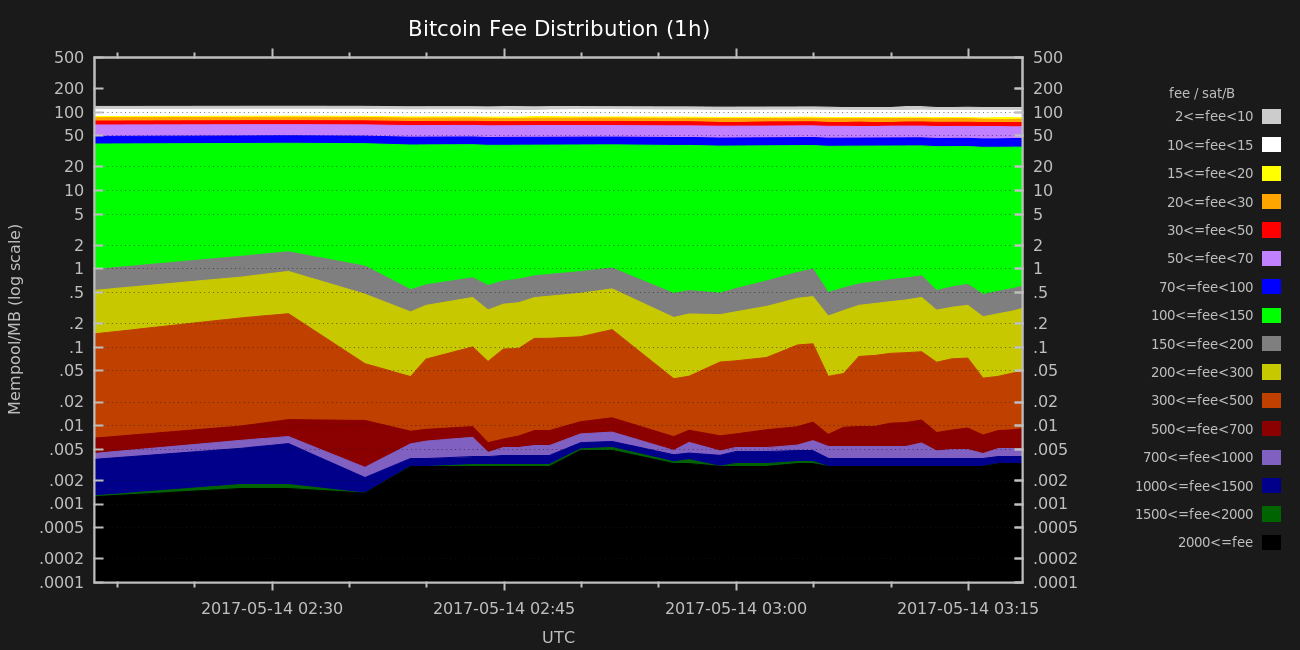 Bitcoin Fee Distribution (1h)
500
200
100
50
20
10
5
2
1
.5
.2
.1
.05
.02
.01
.005
.002
.001
.0005
.0002
.0001
Mempool/MB (log scale)
500
200
100
50
20
10
5
2
1
.5
.2
.1
.05
.02
.01
.005
.002
.001
.0005
.0002
.0001
2017-05-14 02:30
2017-05-14 02:45
2017-05-14 03:00
2017-05-14 03:15
UTC
fee / sat/B
2<=fee<10
10<=fee<15
15<=fee<20
20<=fee<30
30<=fee<50
50<=fee<70
70<=fee<100
100<=fee<150
150<=fee<200
200<=fee<300
300<=fee<500
500<=fee<700
700<=fee<1000
1000<=fee<1500
1500<=fee<2000
2000<=fee